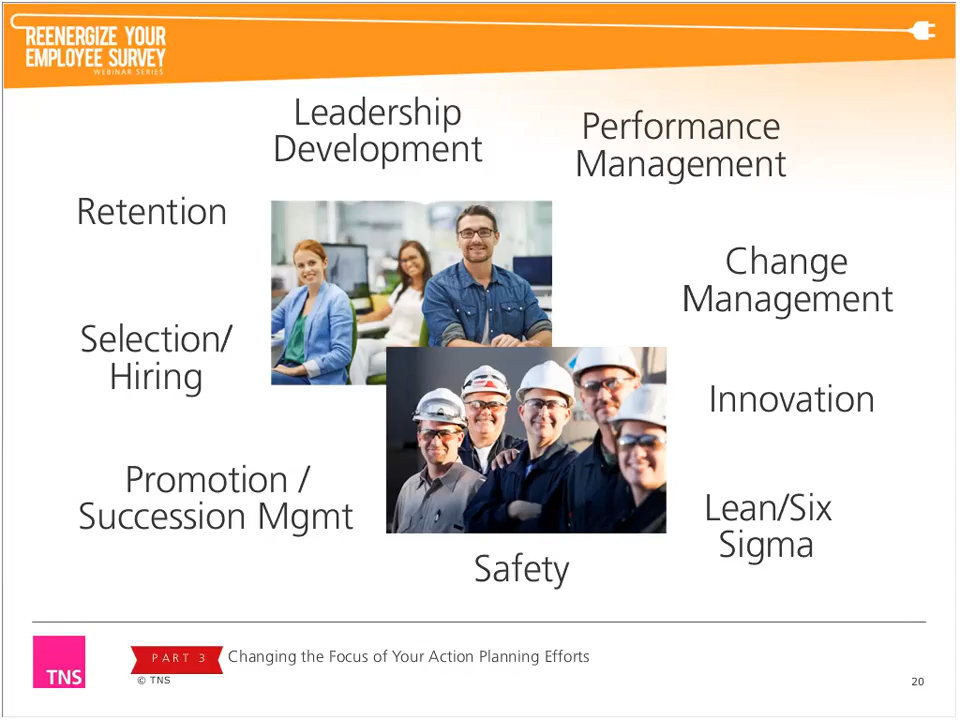 REENERGIZE YOUR
EMPLOYEE SURVEY
WEBINAR SERIES
Leadership
Development
Performance
Management
Retention
Change
Management
Selection/
Hiring
Innovation
Promotion /
Succession Mgmt
Lean/Six
Sigma
Safety
TNS
PART 3
Changing the Focus of Your Action Planning Efforts
© TNS
20